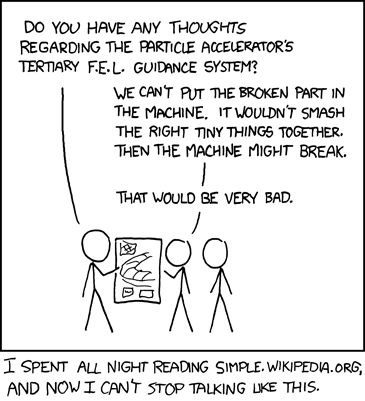 DO YOU HAVE ANY THOUGHTS
REGARDING THE PARTICLE ACCELERATOR'S
TERTIARY F.E.L. GUIDANCE SYSTEM?
WE CAN'T PUT THE BROKEN PART IN
THE MACHINE. IT WOULDN'T SMASH
THE RIGHT TINY THINGS TOGETHER.
THEN THE MACHINE MIGHT BREAK.
THAT WOULD BE VERY BAD.
I SPENT ALL NIGHT READING SIMPLE.WIKIPEDIA.ORG,
AND NOW I CAN'T STOP TALKING LIKE THIS.